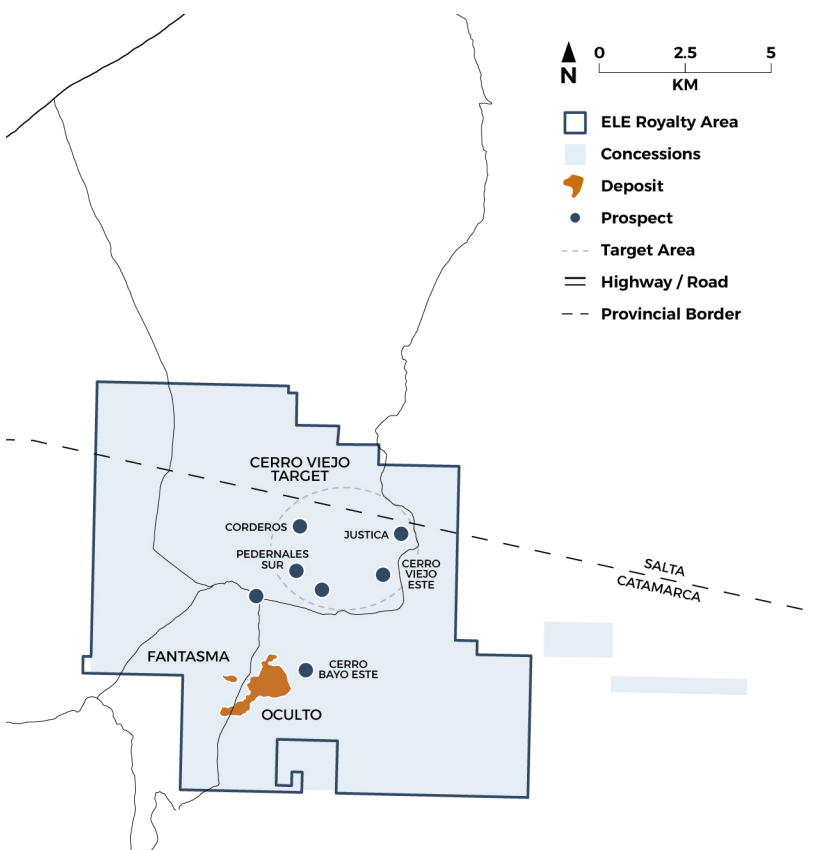 0 2.5 5
N
KM
ELE Royalty Area
Concessions
Deposit
Prospect
Target Area
Highway / Road
Provincial Border
CERRO VIEJO
TARGET
CORDEROS
JUSTICA
PEDERNALES
SUR
CERRO
VIEJO
ESTE
SALTA
CATAMARCA
FANTASMA
CERRO
BAYO ESTE
OCULTO